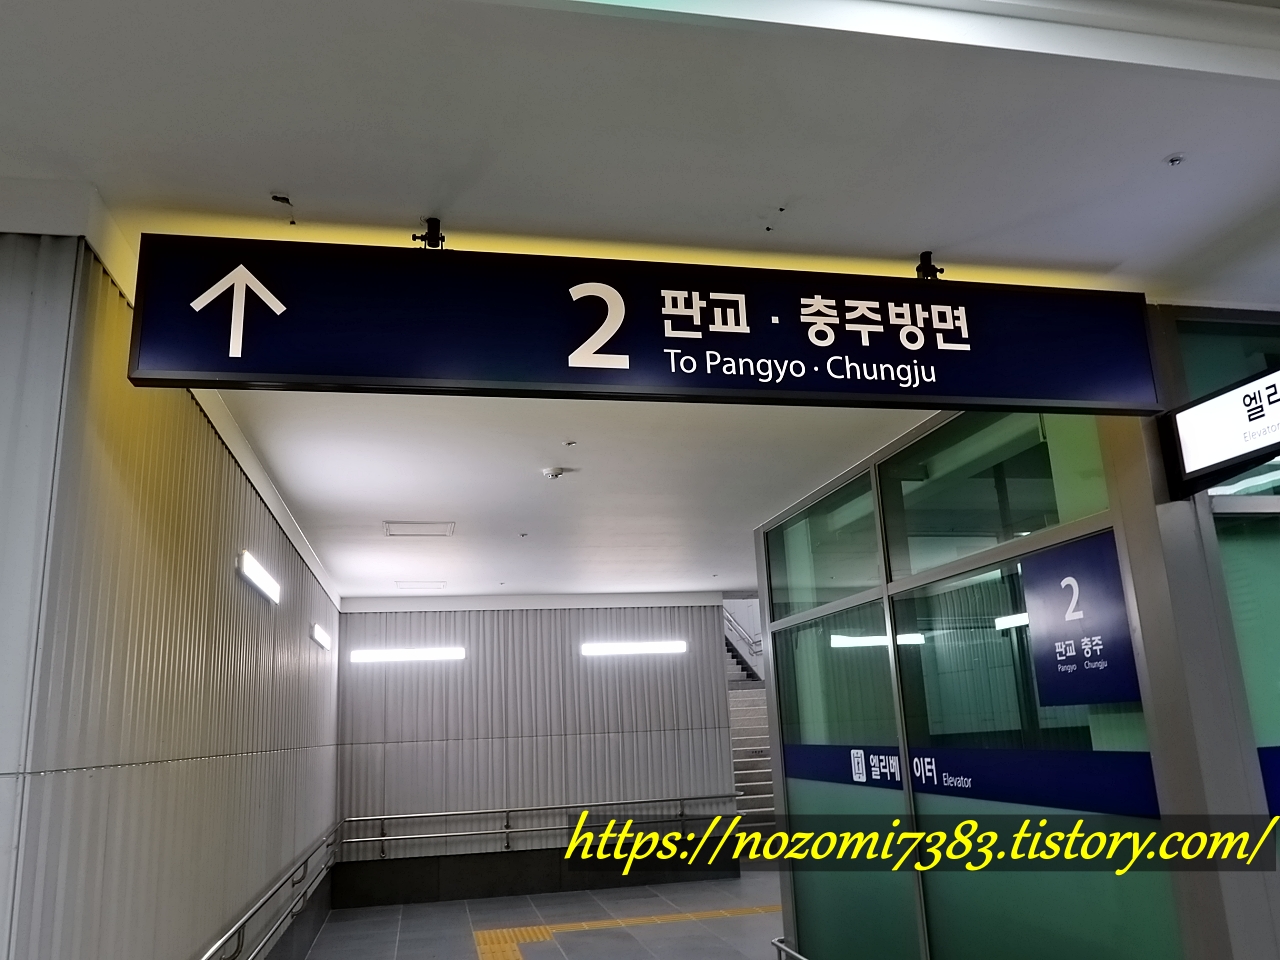 2 판교 · 충주방면
To Pangyo · Chungju
엘리
Elevator
2
판교 충주
Pangyo Chungju
엘리베이터 Elevator
https://nozomi7383.tistory.com/